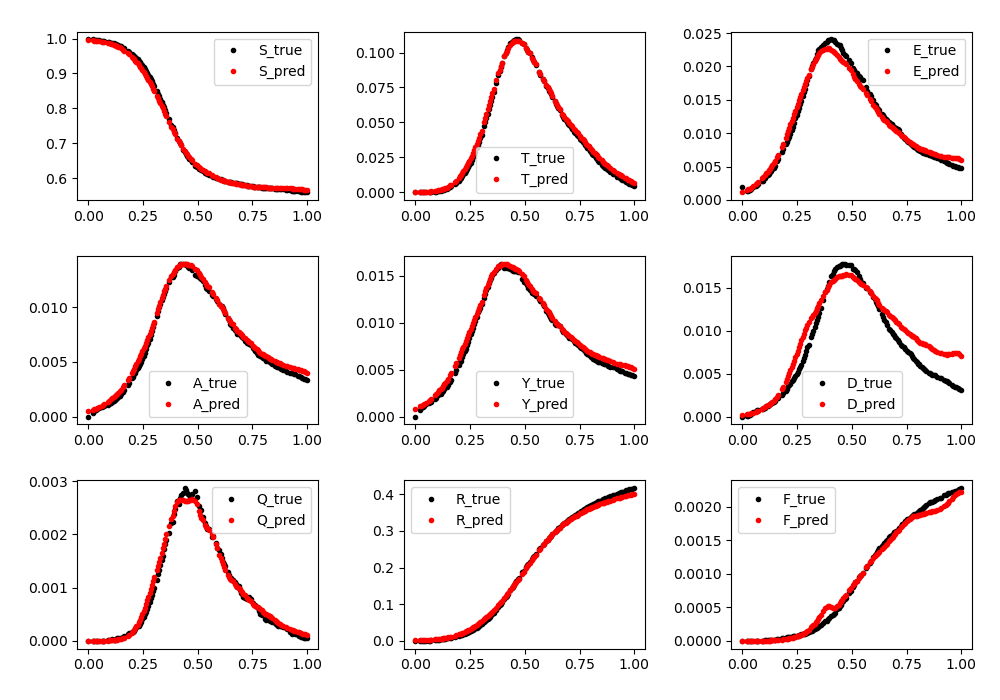 1.0
0.9
0.8
0.7
0.6
0.00 0.25 0.50 0.75 1.00
S_true
S_pred
0.100
0.075
0.050
0.025
0.000
0.00 0.25 0.50 0.75 1.00
T_true
T_pred
0.025
0.020
0.015
0.010
0.005
0.000
0.00 0.25 0.50 0.75 1.00
E_true
E_pred
0.010
0.005
0.000
0.00 0.25 0.50 0.75 1.00
A_true
A_pred
0.015
0.010
0.005
0.000
0.00 0.25 0.50 0.75 1.00
Y_true
Y_pred
0.015
0.010
0.005
0.000
0.00 0.25 0.50 0.75 1.00
D_true
D_pred
0.003
0.002
0.001
0.000
0.00 0.25 0.50 0.75 1.00
Q_true
Q_pred
0.4
0.3
0.2
0.1
0.0
0.00 0.25 0.50 0.75 1.00
R_true
R_pred
0.0020
0.0015
0.0010
0.0005
0.0000
0.00 0.25 0.50 0.75 1.00
F_true
F_pred